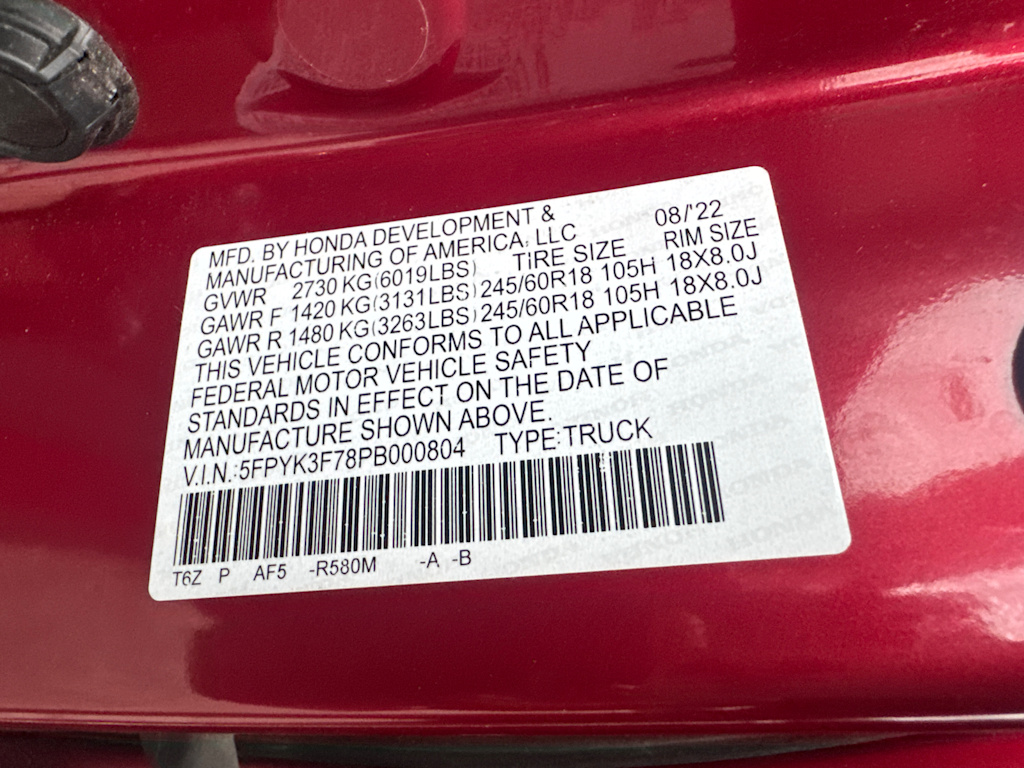 MFD. BY HONDA DEVELOPMENT & 08/'22
MANUFACTURING OF AMERICA, LLC
GVWR 2730 KG(6019LBS) TIRE SIZE RIM SIZE
GAWR F 1420 KG(3131LBS) 245/60R18 105H 18X8.0J
GAWR R 1480 KG(3263LBS) 245/60R18 105H 18X8.0J
THIS VEHICLE CONFORMS TO ALL APPLICABLE
FEDERAL MOTOR VEHICLE SAFETY
STANDARDS IN EFFECT ON THE DATE OF
MANUFACTURE SHOWN ABOVE.
V.I.N.:5FPYK3F78PB000804 TYPE:TRUCK
T6Z P AF5 -R580M -A -B